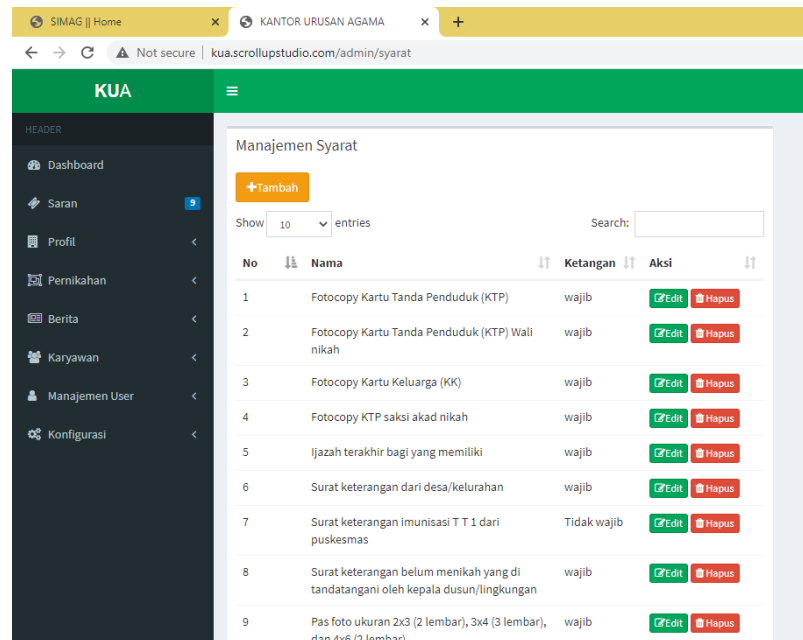 SIMAG || Home
KANTOR URUSAN AGAMA
Not secure | kua.scrollupstudio.com/admin/syarat
KUA
HEADER
Dashboard
Saran 9
Profil
Pernikahan
Berita
Karyawan
Manajemen User
Konfigurasi
Manajemen Syarat
+Tambah
Show 10 entries Search:
No Nama Ketangan Aksi
1 Fotocopy Kartu Tanda Penduduk (KTP) wajib Edit Hapus
2 Fotocopy Kartu Tanda Penduduk (KTP) Wali wajib Edit Hapus
nikah
3 Fotocopy Kartu Keluarga (KK) wajib Edit Hapus
4 Fotocopy KTP saksi akad nikah wajib Edit Hapus
5 Ijazah terakhir bagi yang memiliki wajib Edit Hapus
6 Surat keterangan dari desa/kelurahan wajib Edit Hapus
7 Surat keterangan imunisasi T T 1 dari Tidak wajib Edit Hapus
puskesmas
8 Surat keterangan belum menikah yang di wajib Edit Hapus
tandatangani oleh kepala dusun/lingkungan
9 Pas foto ukuran 2x3 (2 lembar), 3x4 (3 lembar), wajib Edit Hapus
dan 4x6 (2 lembar)